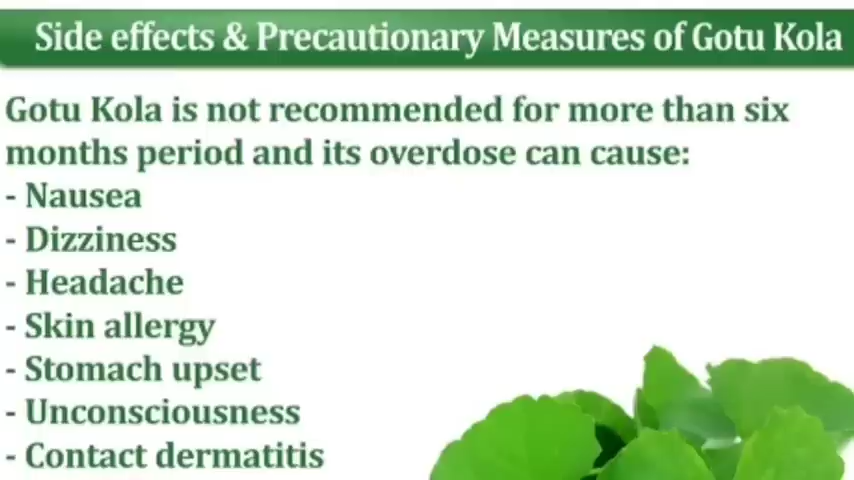 Side effects & Precautionary Measures of Gotu Kola
Gotu Kola is not recommended for more than six
months period and its overdose can cause:
- Nausea
- Dizziness
- Headache
- Skin allergy
- Stomach upset
- Unconsciousness
- Contact dermatitis